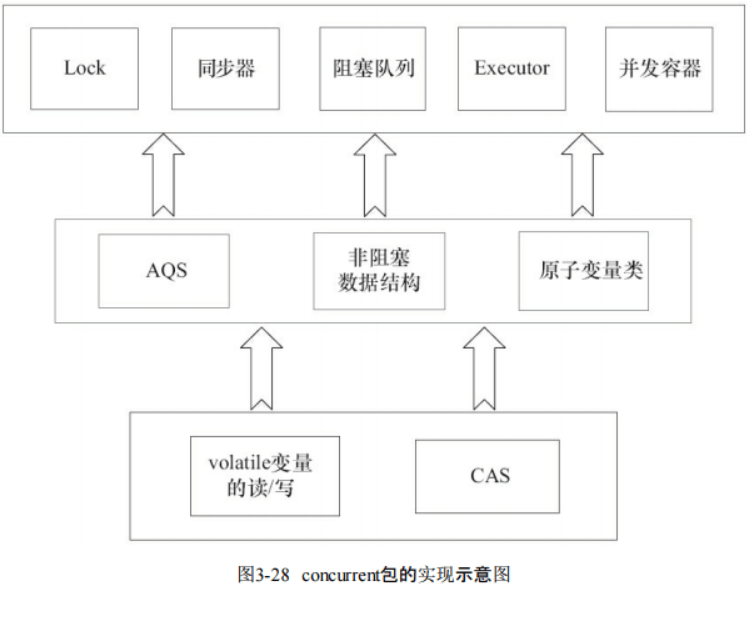 Lock
同步器
阻塞队列
Executor
并发容器
AQS
非阻塞
数据结构
原子变量类
volatile变量
的读/写
CAS
图3-28 concurrent包的实现示意图